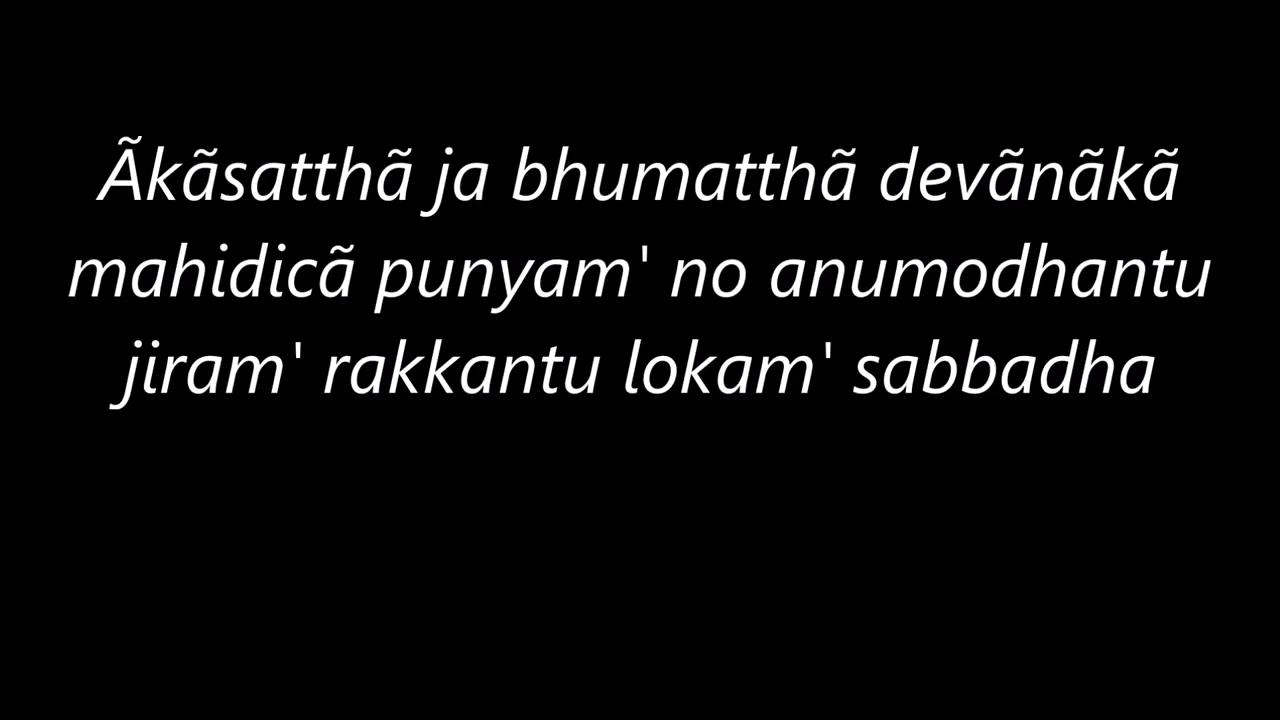 Ãkãsatthã ja bhumatthã devãnãkã
mahidicã punyam' no anumodhantu
jiram' rakkantu lokam' sabbadha